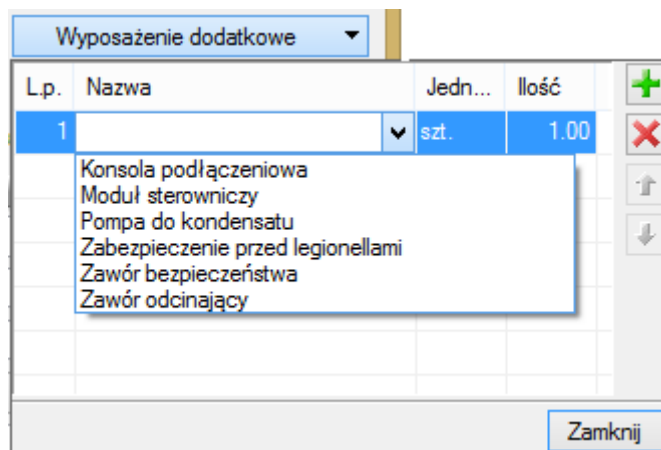 Wyposażenie dodatkowe
L.p. Nazwa Jedn... Ilość
1 szt. 1.00
Konsola podłączeniowa
Moduł sterowniczy
Pompa do kondensatu
Zabezpieczenie przed legionellami
Zawór bezpieczeństwa
Zawór odcinający
Zamknij